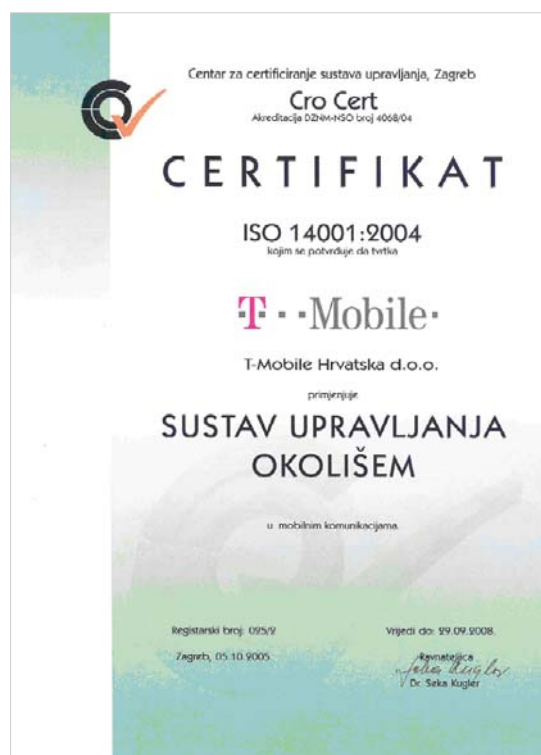 Centar za certificiranje sustava upravljanja, Zagreb
Cro Cert
Akreditacija DZNM-NSO broj 4068/04
CERTIFIKAT
ISO 14001:2004
kojim se potvrđuje da tvrtka
T · · Mobile ·
T-Mobile Hrvatska d.o.o.
primjenjuje
SUSTAV UPRAVLJANJA
OKOLIŠEM
u mobilnim komunikacijama
Registarski broj: 025/2
Vrijedi do: 29.09.2008.
Zagreb, 05.10.2005
Ravnateljica
Dr. Seka Kugler